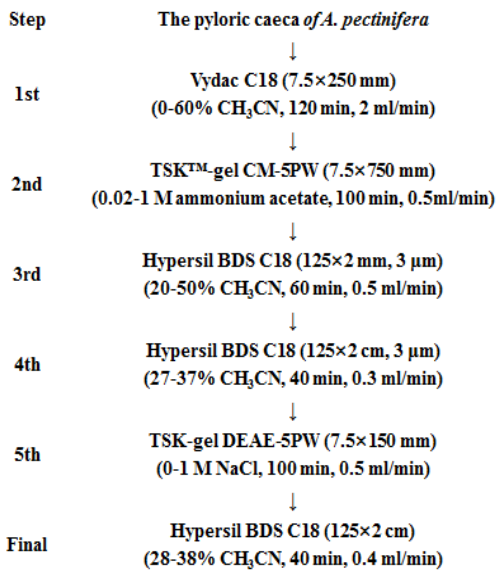 Step The pyloric caeca of A. pectinifera
↓
1st Vydac C18 (7.5×250 mm)
(0-60% CH₃CN, 120 min, 2 ml/min)
↓
2nd TSK™-gel CM-5PW (7.5×750 mm)
(0.02-1 M ammonium acetate, 100 min, 0.5ml/min)
↓
3rd Hypersil BDS C18 (125×2 mm, 3 µm)
(20-50% CH₃CN, 60 min, 0.5 ml/min)
↓
4th Hypersil BDS C18 (125×2 cm, 3 µm)
(27-37% CH₃CN, 40 min, 0.3 ml/min)
↓
5th TSK-gel DEAE-5PW (7.5×150 mm)
(0-1 M NaCl, 100 min, 0.5 ml/min)
↓
Final Hypersil BDS C18 (125×2 cm)
(28-38% CH₃CN, 40 min, 0.4 ml/min)